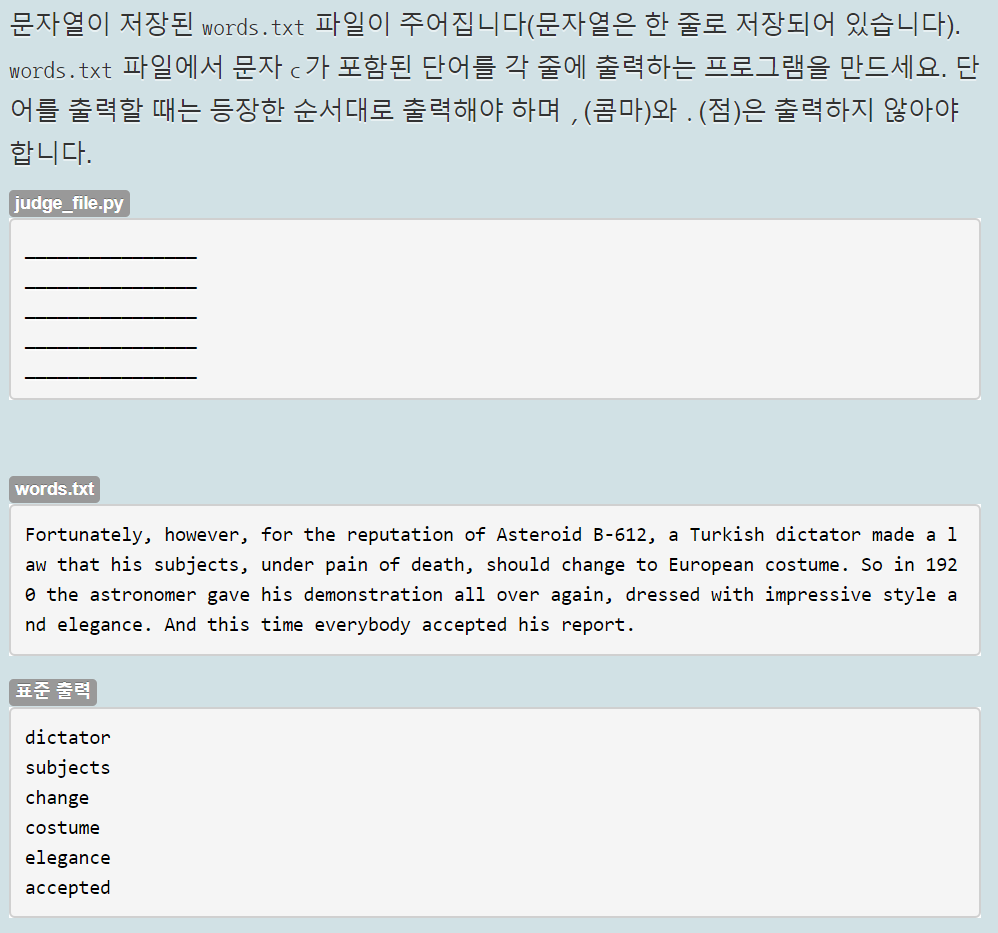 문자열이 저장된 words.txt 파일이 주어집니다(문자열은 한 줄로 저장되어 있습니다).
words.txt 파일에서 문자 c가 포함된 단어를 각 줄에 출력하는 프로그램을 만드세요. 단
어를 출력할 때는 등장한 순서대로 출력해야 하며 ,(콤마)와 .(점)은 출력하지 않아야
합니다.
judge_file.py
________________
________________
________________
________________
________________
words.txt
Fortunately, however, for the reputation of Asteroid B-612, a Turkish dictator made a l
aw that his subjects, under pain of death, should change to European costume. So in 192
0 the astronomer gave his demonstration all over again, dressed with impressive style a
nd elegance. And this time everybody accepted his report.
표준 출력
dictator
subjects
change
costume
elegance
accepted